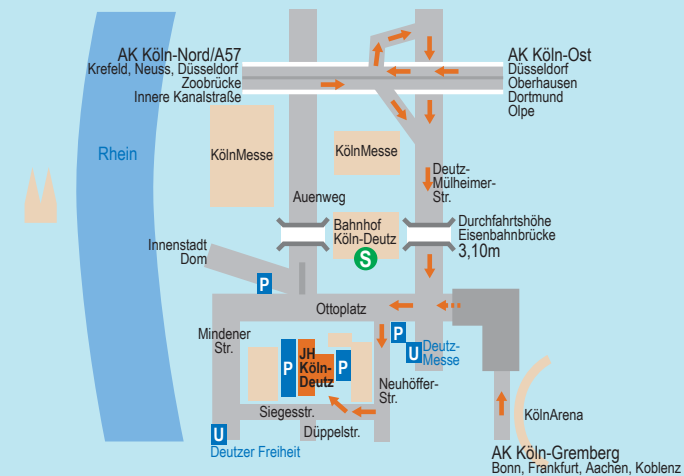 AK Köln-Nord/A57
Krefeld, Neuss, Düsseldorf
Zoobrücke
Innere Kanalstraße
AK Köln-Ost
Düsseldorf
Oberhausen
Dortmund
Olpe
Rhein
KölnMesse
KölnMesse
Deutz-
Mülheimer-
Str.
Auenweg
Bahnhof
Köln-Deutz
S
Durchfahrtshöhe
Eisenbahnbrücke
3,10m
Innenstadt
Dom
P
Ottoplatz
Mindener
Str.
P
U
Deutz-
Messe
P
JH
Köln-
Deutz
P
Neuhöffer-
Str.
Siegesstr.
Düppelstr.
U
Deutzer Freiheit
KölnArena
AK Köln-Gremberg
Bonn, Frankfurt, Aachen, Koblenz